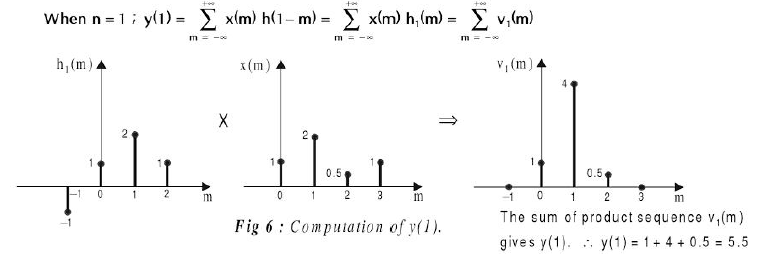 When n = 1 ; y(1) = +∞ ∑ m = -∞ x(m) h(1- m) = +∞ ∑ m = -∞ x(m) h₁(m) = +∞ ∑ m = -∞ v₁(m)
h₁(m)
2
1
1
-1
0
1
2
m
-1
X
x(m)
2
1
0.5
1
0
1
2
3
m
⇒
v₁(m)
4
1
0.5
-1
0
1
2
3
m
Fig 6 : Computation of y(1).
The sum of product sequence v₁(m)
gives y(1). ∴ y(1) = 1 + 4 + 0.5 = 5.5